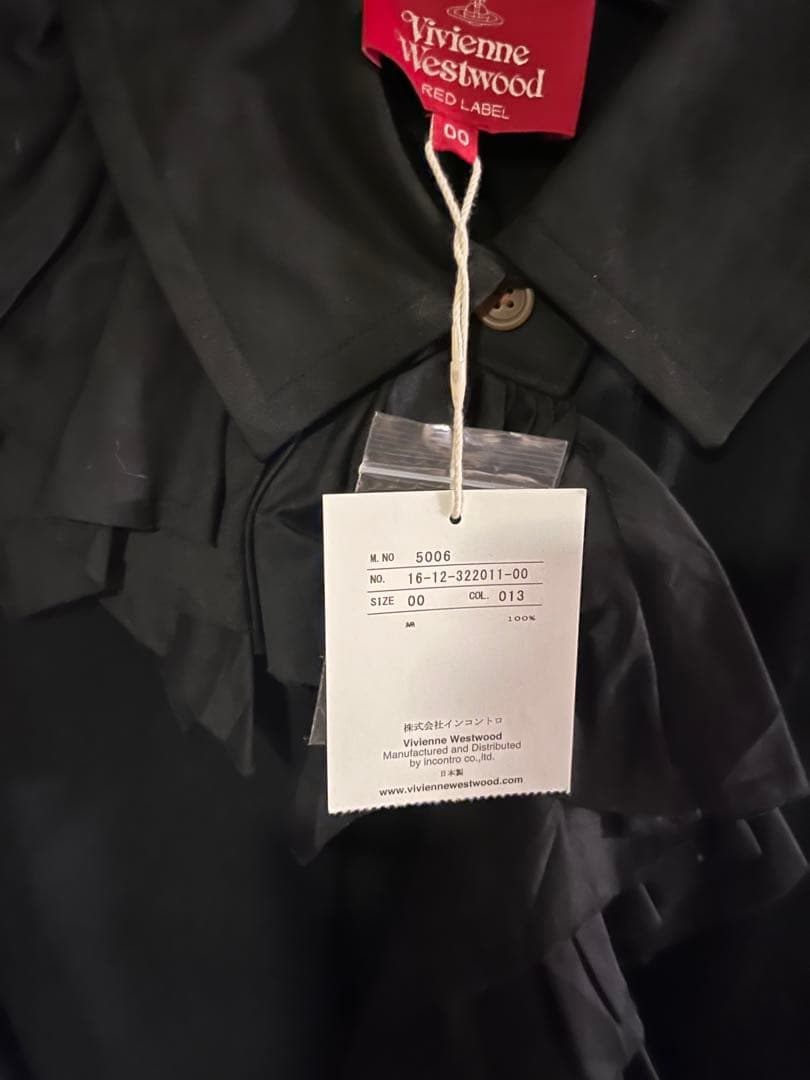 Vivienne
Westwood
RED LABEL
00
M. NO 5006
NO. 16-12-322011-00
SIZE 00 COL. 013
綿 100%
株式会社インコントロ
Vivienne Westwood
Manufactured and Distributed
by incontro co.,ltd.
日本製
www.viviennewestwood.com